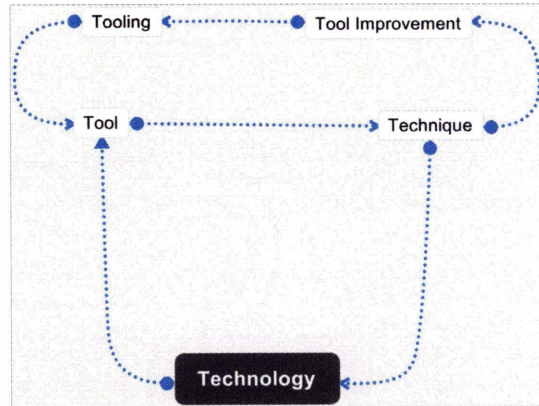 Tooling
Tool Improvement
Tool
Technique
Technology